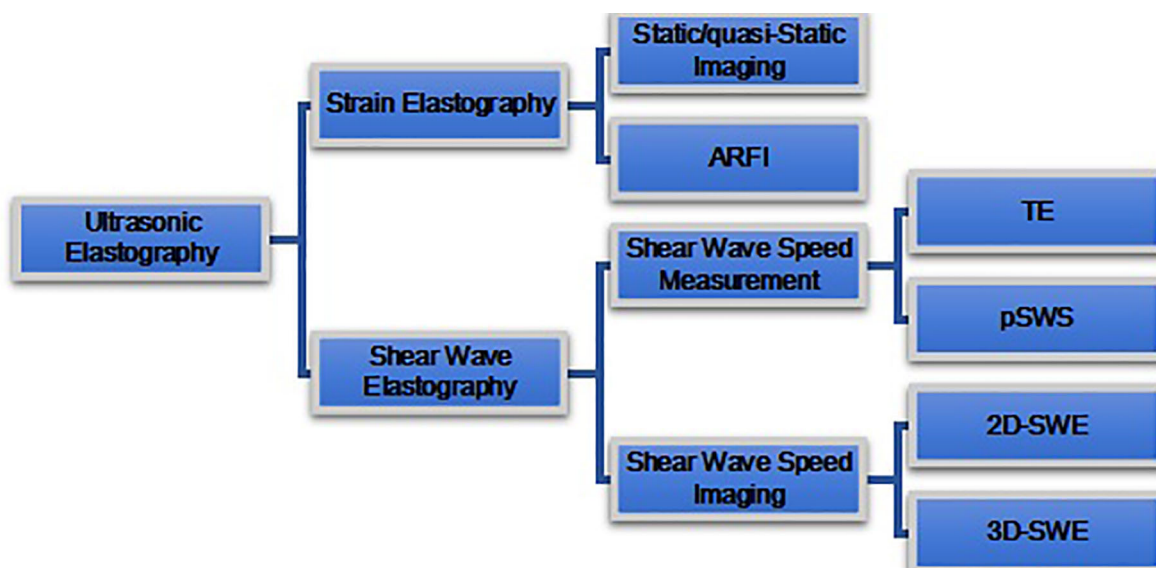 Ultrasonic
Elastography
Strain Elastography
Static/quasi-Static
Imaging
ARFI
Shear Wave
Elastography
Shear Wave Speed
Measurement
TE
pSWS
Shear Wave Speed
Imaging
2D-SWE
3D-SWE